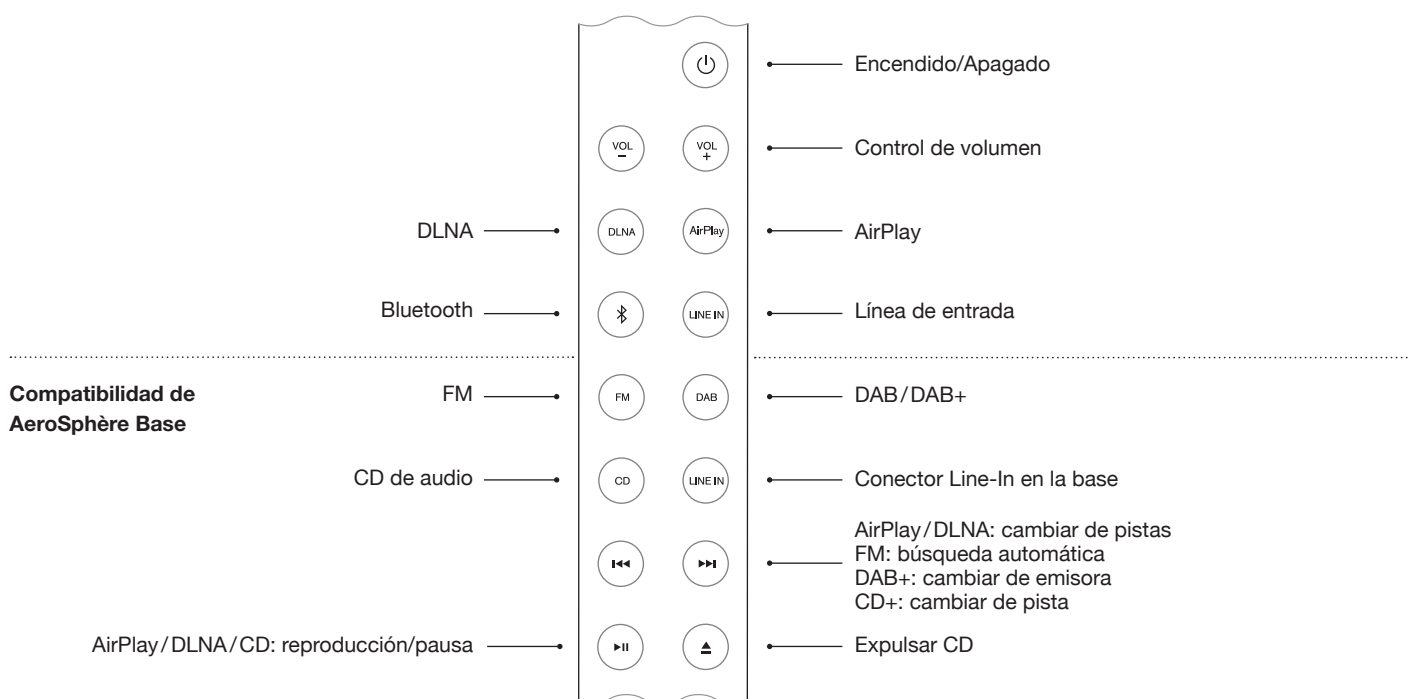 Encendido/Apagado
VOL
−
VOL
+
Control de volumen
DLNA
DLNA
AirPlay
AirPlay
Bluetooth
LINE IN
Línea de entrada
Compatibilidad de
AeroSphère Base
FM
FM
DAB
DAB/DAB+
CD de audio
CD
LINE IN
Conector Line-In en la base
AirPlay/DLNA: cambiar de pistas
FM: búsqueda automática
DAB+: cambiar de emisora
CD+: cambiar de pista
AirPlay/DLNA/CD: reproducción/pausa
Expulsar CD